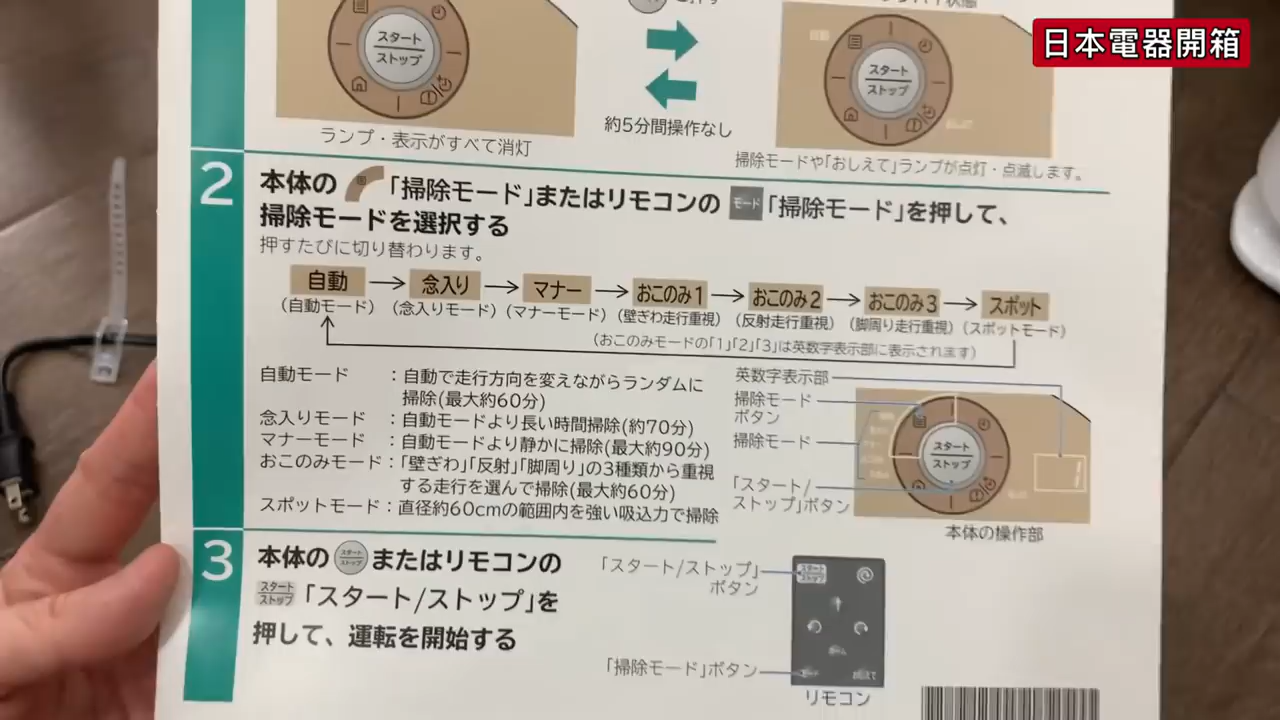 日本電器開箱
スタート
ストップ
スタート
ストップ
約5分間操作なし
ランプ・表示がすべて消灯
掃除モードや「おしえて」ランプが点灯・点滅します。
2
本体の「掃除モード」またはリモコンの モード 「掃除モード」を押して、
掃除モードを選択する
押すたびに切り替わります。
自動 → 念入り → マナー → おこのみ1 → おこのみ2 → おこのみ3 → スポット
(自動モード) (念入りモード) (マナーモード) (壁ぎわ走行重視) (反射走行重視) (脚周り走行重視) (スポットモード)
(おこのみモードの「1」「2」「3」は英数字表示部に表示されます)
自動モード :自動で走行方向を変えながらランダムに
掃除(最大約60分)
念入りモード :自動モードより長い時間掃除(約70分)
マナーモード :自動モードより静かに掃除(最大約90分)
おこのみモード:「壁ぎわ」「反射」「脚周り」の3種類から重視
する走行を選んで掃除(最大約60分)
スポットモード:直径約60cmの範囲内を強い吸込力で掃除
英数字表示部
掃除モード
ボタン
掃除モード
「スタート/
ストップ」ボタン
スタート
ストップ
本体の操作部
3
本体の スタート ストップ またはリモコンの
スタート ストップ 「スタート/ストップ」を
押して、運転を開始する
「スタート/ストップ」
ボタン
スタート
ストップ
「掃除モード」ボタン
リモコン